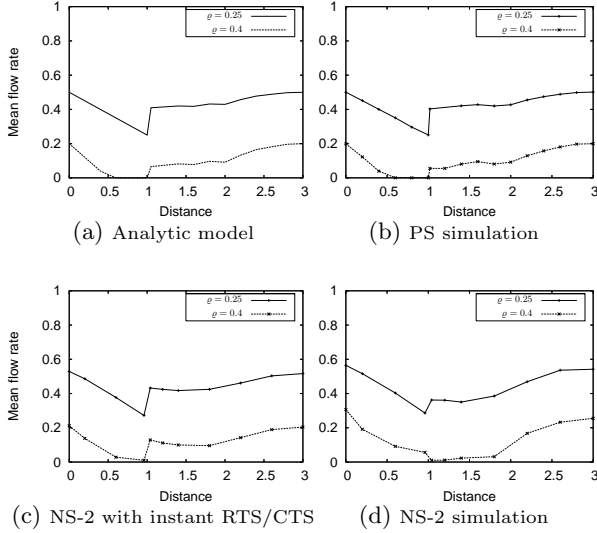 1
0.8
0.6
0.4
0.2
0
0 0.5 1 1.5 2 2.5 3
Mean flow rate
Distance
ϱ = 0.25
ϱ = 0.4
(a) Analytic model
1
0.8
0.6
0.4
0.2
0
0 0.5 1 1.5 2 2.5 3
Mean flow rate
Distance
ϱ = 0.25
ϱ = 0.4
(b) PS simulation
1
0.8
0.6
0.4
0.2
0
0 0.5 1 1.5 2 2.5 3
Mean flow rate
Distance
ϱ = 0.25
ϱ = 0.4
(c) NS-2 with instant RTS/CTS
1
0.8
0.6
0.4
0.2
0
0 0.5 1 1.5 2 2.5 3
Mean flow rate
Distance
ϱ = 0.25
ϱ = 0.4
(d) NS-2 simulation